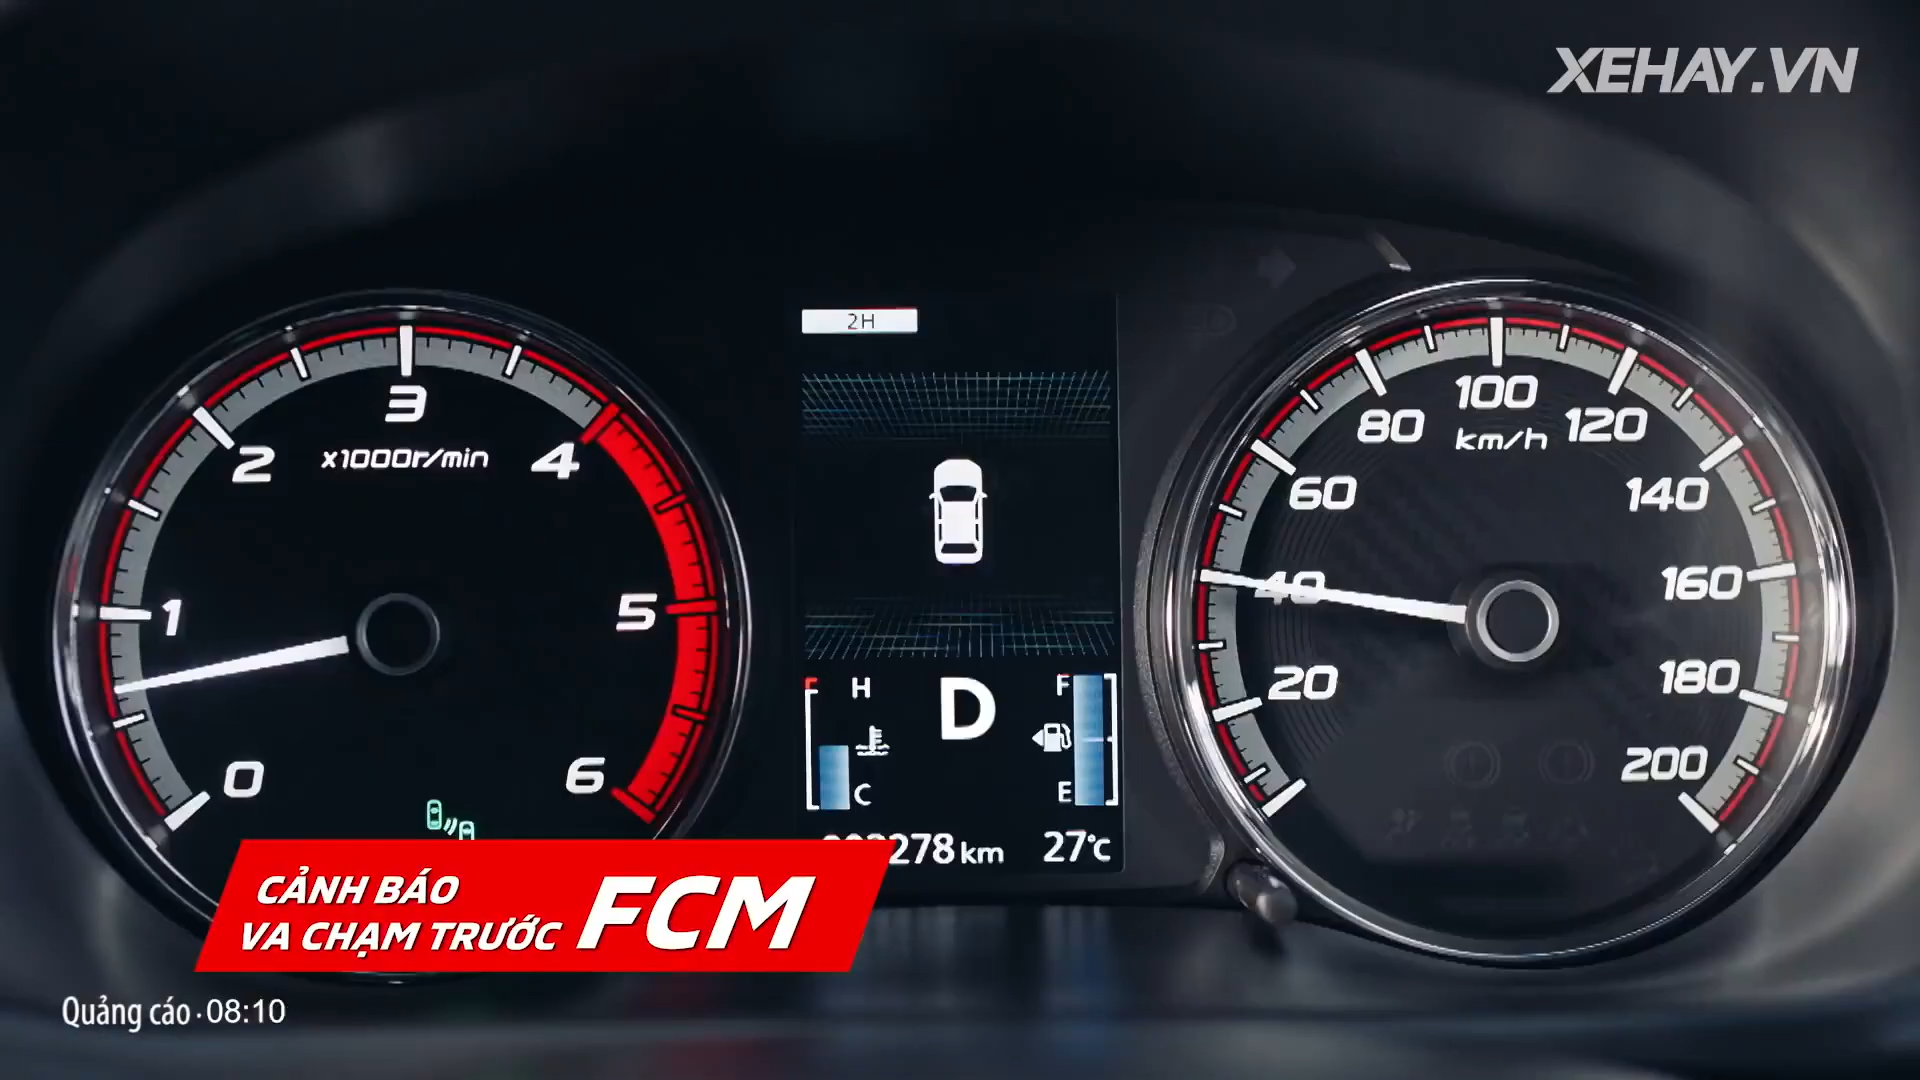 XEHAY.VN
2H
3
2
x1000r/min
4
1
5
0
6
100
80
km/h
120
60
140
40
160
20
180
200
H
D
F
C
E
278 km
27°C
CẢNH BÁO
VA CHẠM TRƯỚC
FCM
Quảng cáo · 08:10